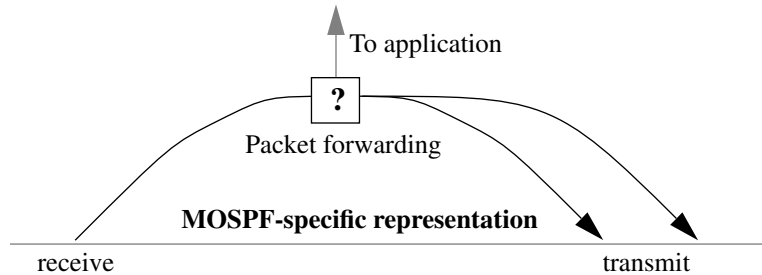 To application
?
Packet forwarding
MOSPF-specific representation
receive
transmit